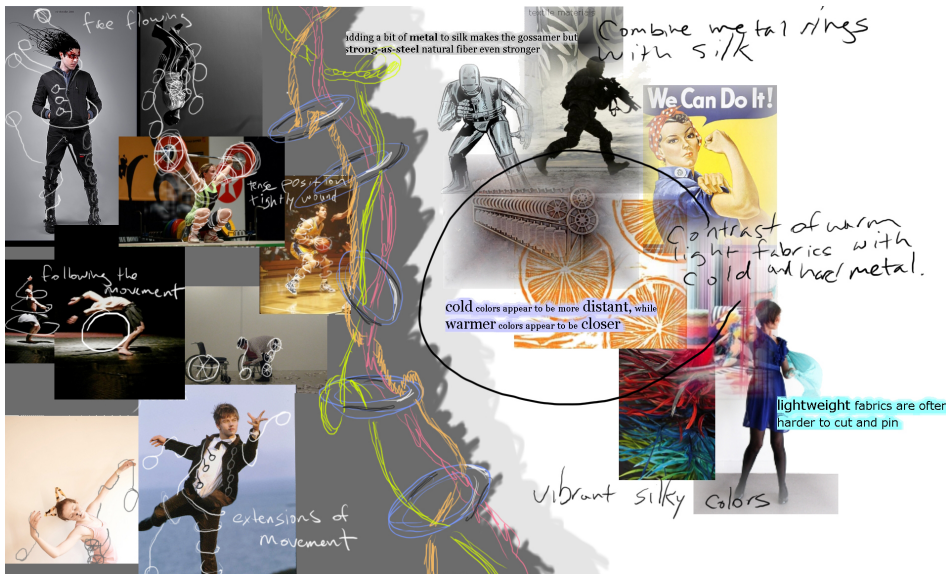 free flowing
textile materials
adding a bit of metal to silk makes the gossamer but
strong-as-steel natural fiber even stronger
Combine metal rings
with silk
We Can Do It!
tense position
tightly wound
following the
movement
Contrast of warm
light fabrics with
cold and hard metal.
cold colors appear to be more distant, while
warmer colors appear to be closer
lightweight fabrics are often
harder to cut and pin
vibrant silky colors
extensions of
movement